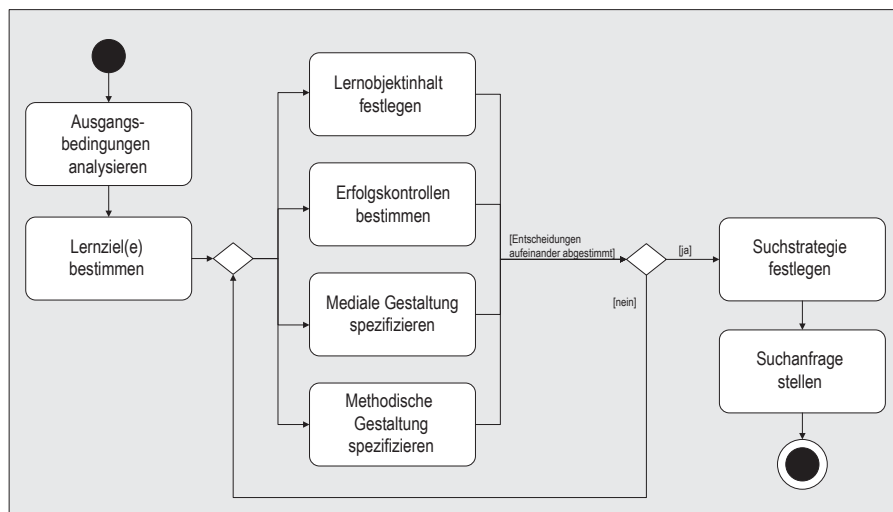 Ausgangs-
bedingungen
analysieren
Lernziel(e)
bestimmen
Lernobjektinhalt
festlegen
Erfolgskontrollen
bestimmen
Mediale Gestaltung
spezifizieren
Methodische
Gestaltung
spezifizieren
[Entscheidungen
aufeinander abgestimmt]
[ja]
[nein]
Suchstrategie
festlegen
Suchanfrage
stellen